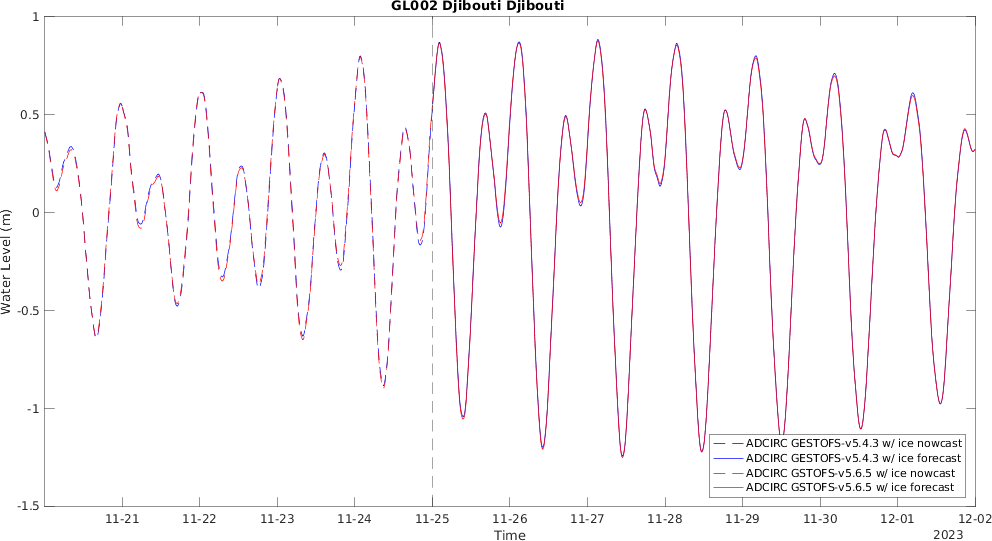 GL002 Djibouti Djibouti
1
0.5
0
-0.5
-1
-1.5
Water Level (m)
11-21
11-22
11-23
11-24
11-25
11-26
11-27
11-28
11-29
11-30
12-01
12-02
Time
2023
ADCIRC GESTOFS-v5.4.3 w/ ice nowcast
ADCIRC GESTOFS-v5.4.3 w/ ice forecast
ADCIRC GSTOFS-v5.6.5 w/ ice nowcast
ADCIRC GSTOFS-v5.6.5 w/ ice forecast